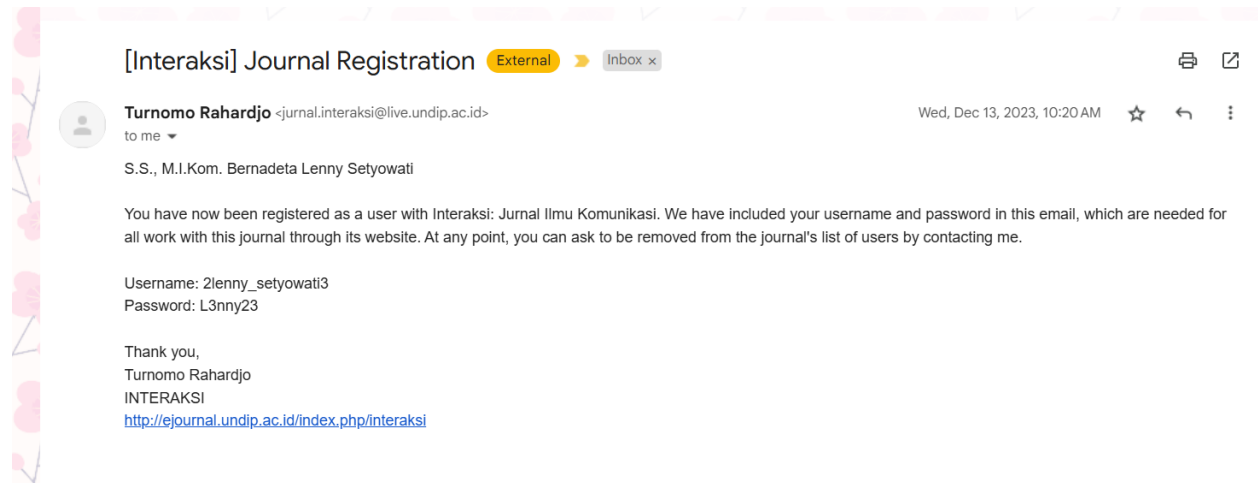 [Interaksi] Journal Registration External Inbox x
Turnomo Rahardjo <jurnal.interaksi@live.undip.ac.id> Wed, Dec 13, 2023, 10:20 AM
to me
S.S., M.I.Kom. Bernadeta Lenny Setyowati
You have now been registered as a user with Interaksi: Jurnal Ilmu Komunikasi. We have included your username and password in this email, which are needed for
all work with this journal through its website. At any point, you can ask to be removed from the journal's list of users by contacting me.
Username: 2lenny_setyowati3
Password: L3nny23
Thank you,
Turnomo Rahardjo
INTERAKSI
http://ejournal.undip.ac.id/index.php/interaksi